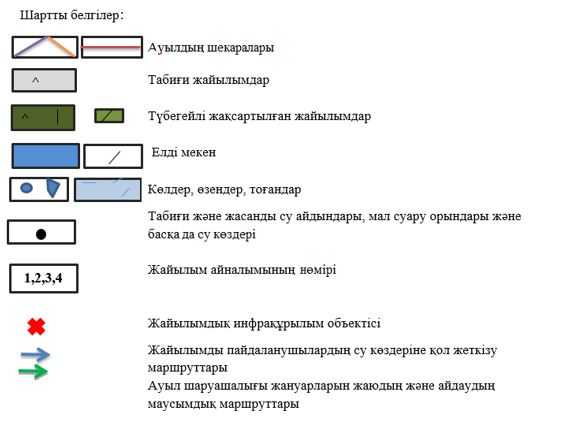 Шартты белгілер:
Ауылдың шекаралары
Табиғи жайылымдар
Түбегейлі жақсартылған жайылымдар
Елді мекен
Көлдер, өзендер, тоғандар
Табиғи және жасанды су айдындары, мал суару орындары және
басқа да су көздері
1,2,3,4
Жайылым айналымының нөмірі
Жайылымдық инфрақұрылым объектісі
Жайылымды пайдаланушылардың су көздеріне қол жеткізу
маршруттары
Ауыл шаруашалығы жануарларын жаюдың және айдаудың
маусымдық маршруттары